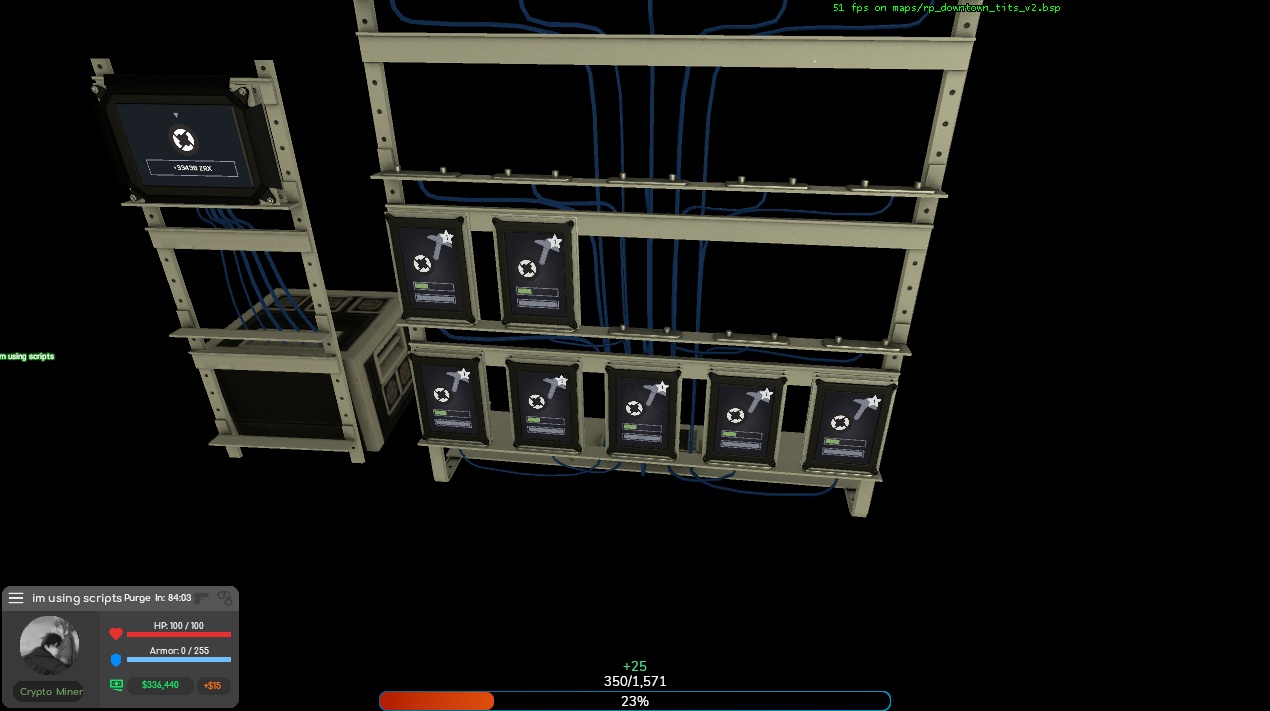 51 fps on maps/rp_downtown_tits_v2.bsp
m using scripts
im using scripts
Purge In: 84:03
HP: 100 / 100
Armor: 0 / 255
$336,440
+$15
Crypto Miner
+25
350/1,571
23%